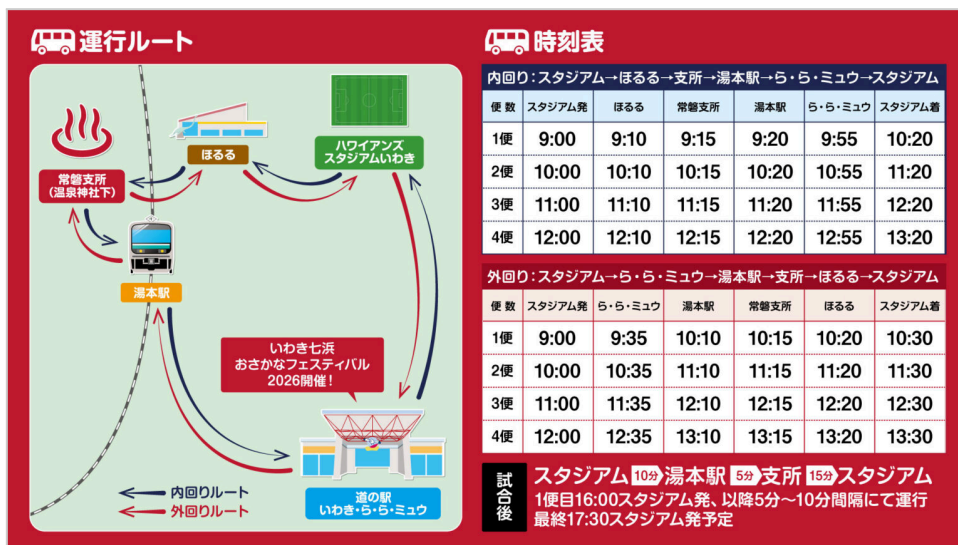 運行ルート
ほるる
ハワイアンズ
スタジアムいわき
常磐支所
(温泉神社下)
湯本駅
いわき七浜
おさかなフェスティバル
2026開催!
道の駅
いわき・ら・ら・ミュウ
内回りルート
外回りルート
時刻表
内回り:スタジアム→ほるる→支所→湯本駅→ら・ら・ミュウ→スタジアム
便数 スタジアム発 ほるる 常磐支所 湯本駅 ら・ら・ミュウ スタジアム着
1便 9:00 9:10 9:15 9:20 9:55 10:20
2便 10:00 10:10 10:15 10:20 10:55 11:20
3便 11:00 11:10 11:15 11:20 11:55 12:20
4便 12:00 12:10 12:15 12:20 12:55 13:20
外回り:スタジアム→ら・ら・ミュウ→湯本駅→支所→ほるる→スタジアム
便数 スタジアム発 ら・ら・ミュウ 湯本駅 常磐支所 ほるる スタジアム着
1便 9:00 9:35 10:10 10:15 10:20 10:30
2便 10:00 10:35 11:10 11:15 11:20 11:30
3便 11:00 11:35 12:10 12:15 12:20 12:30
4便 12:00 12:35 13:10 13:15 13:20 13:30
試合後
スタジアム 10分 湯本駅 5分 支所 15分 スタジアム
1便目16:00スタジアム発、以降5分〜10分間隔にて運行
最終17:30スタジアム発予定